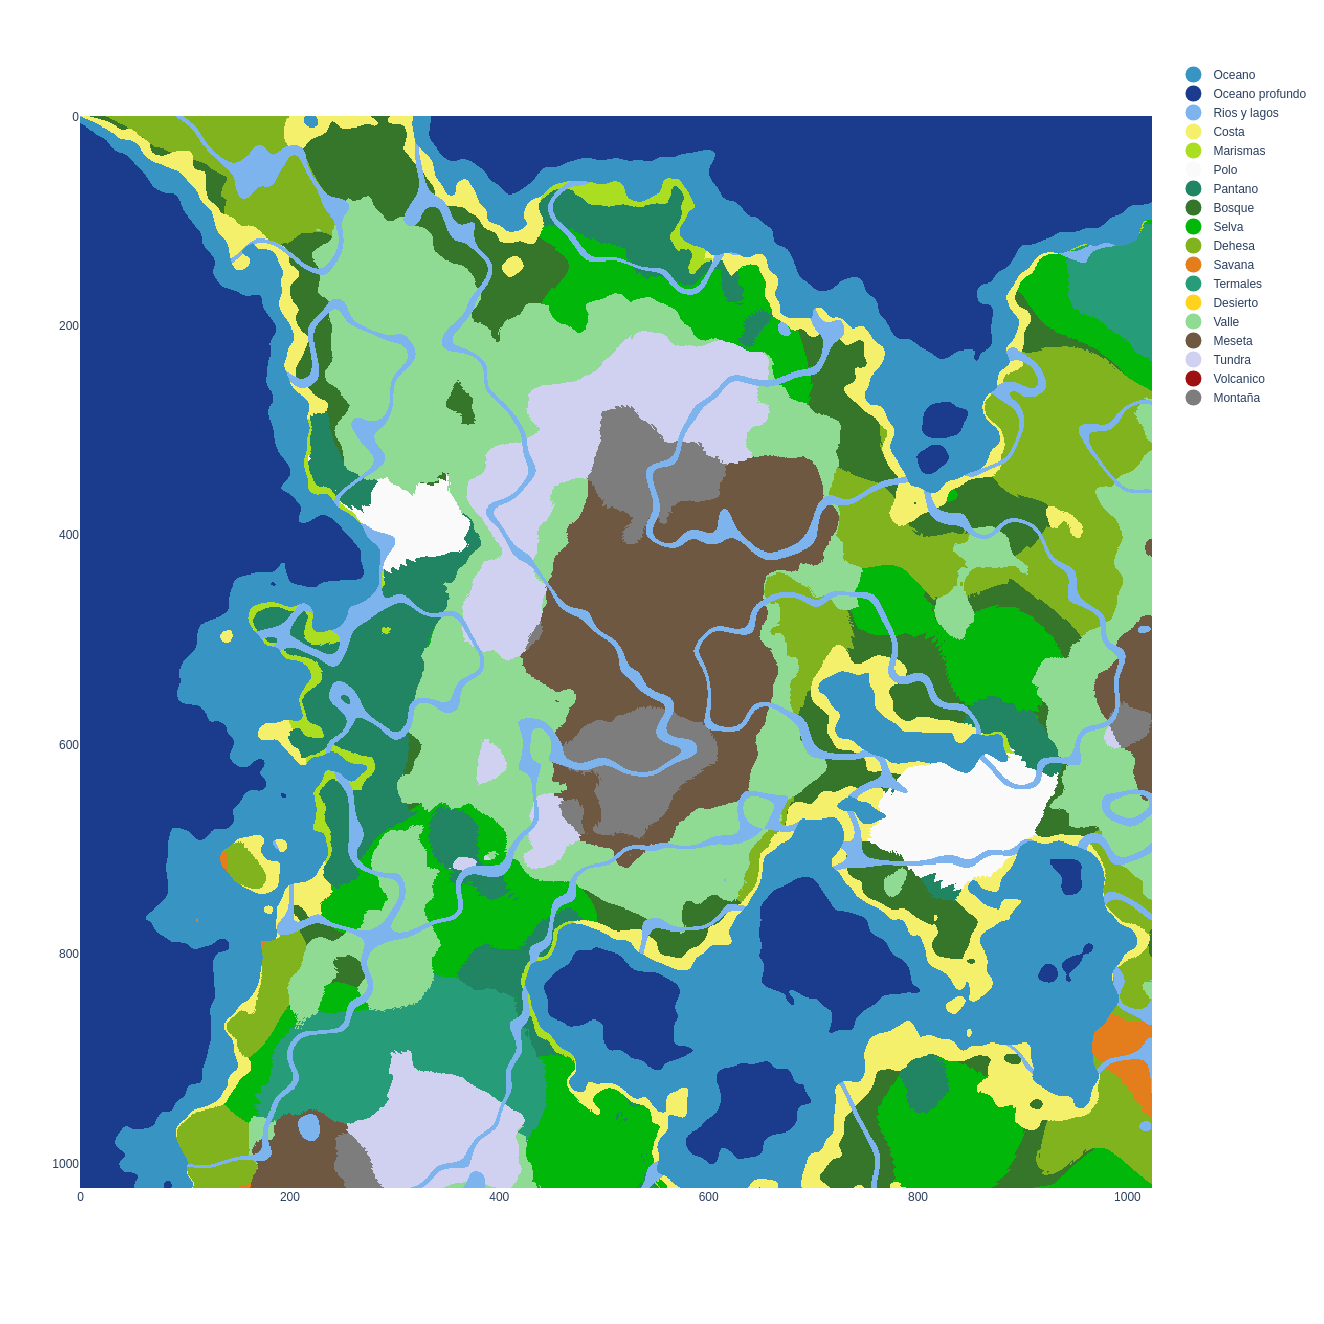 Oceano
Oceano profundo
Rios y lagos
Costa
Marismas
Polo
Pantano
Bosque
Selva
Dehesa
Savana
Termales
Desierto
Valle
Meseta
Tundra
Volcanico
Montaña
0
200
400
600
800
1000
0
200
400
600
800
1000